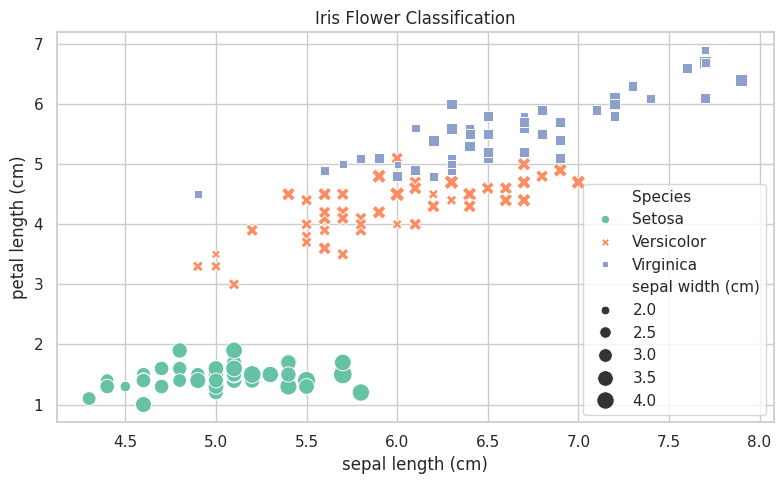 Iris Flower Classification
7
6
5
4
3
2
1
petal length (cm)
4.5 5.0 5.5 6.0 6.5 7.0 7.5 8.0
sepal length (cm)
Species
Setosa
Versicolor
Virginica
sepal width (cm)
2.0
2.5
3.0
3.5
4.0